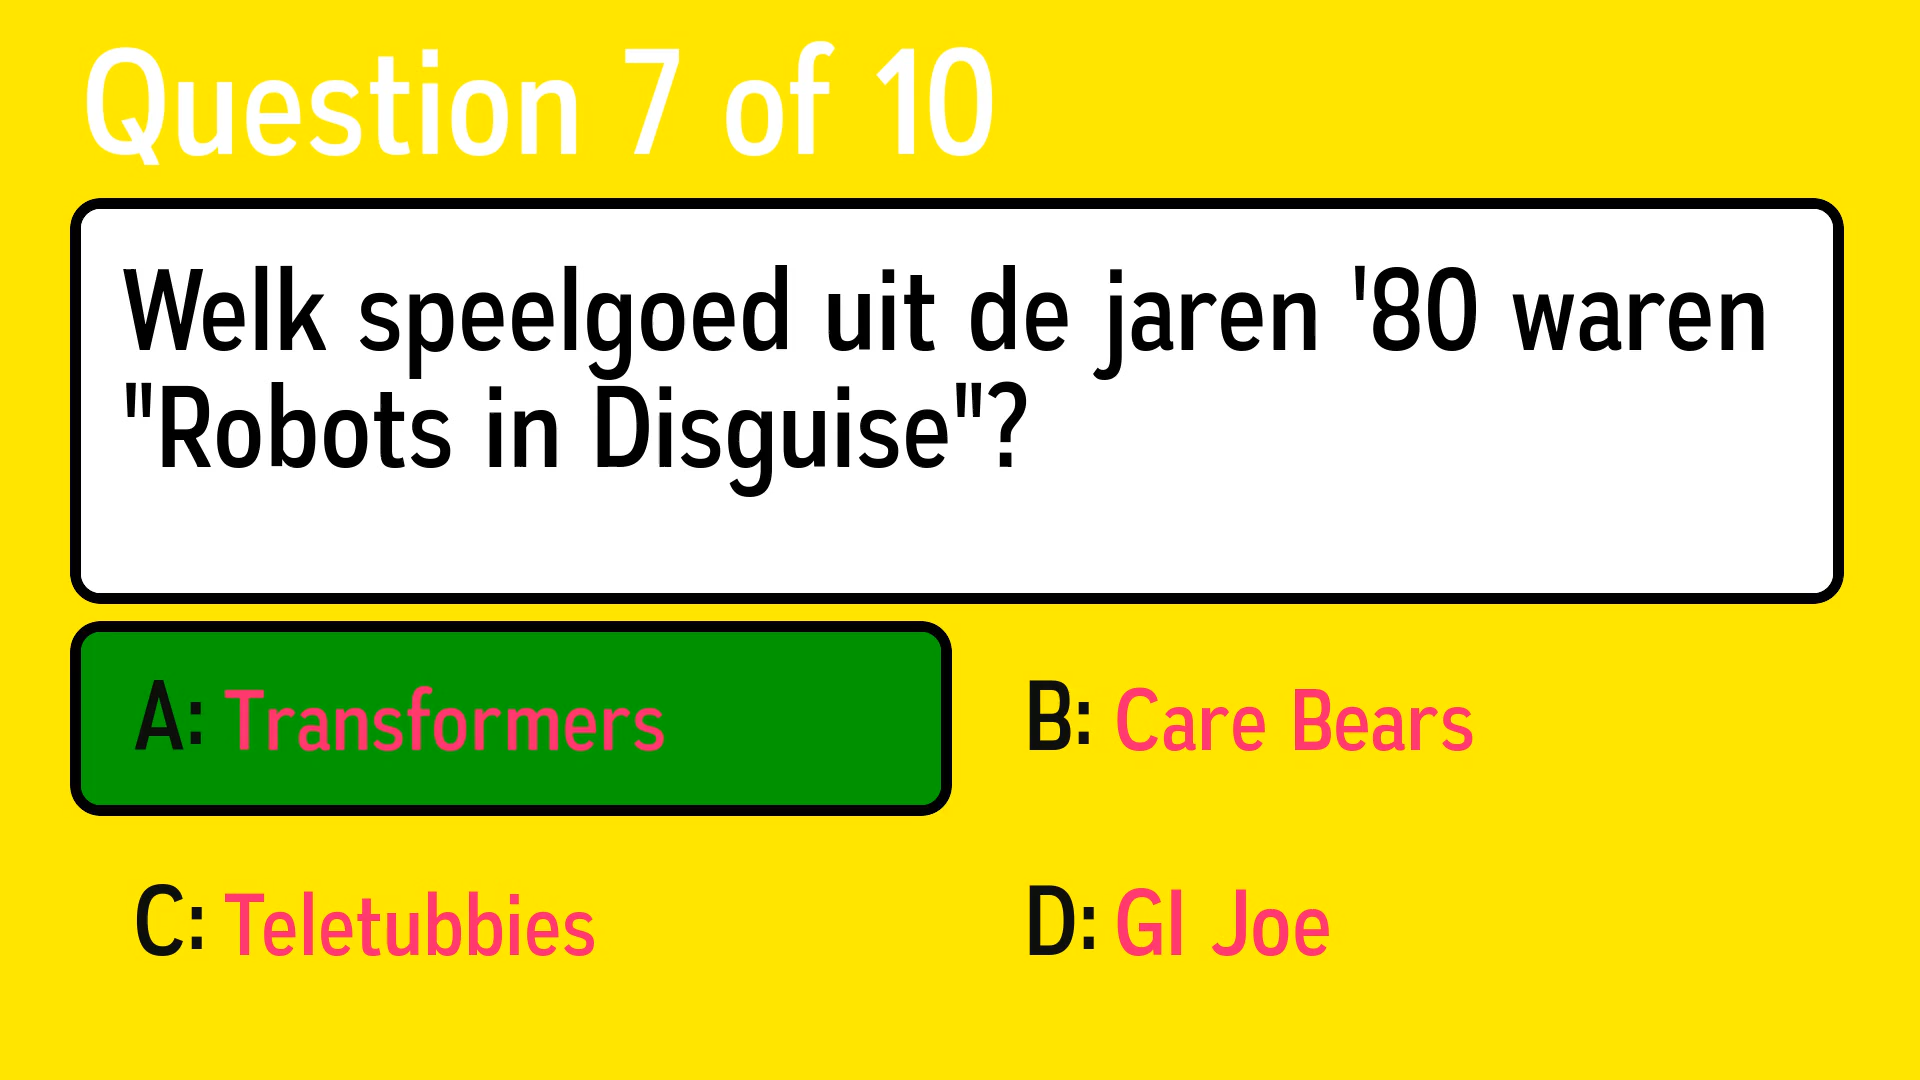 Question 7 of 10
Welk speelgoed uit de jaren '80 waren
"Robots in Disguise"?
A: Transformers
B: Care Bears
C: Teletubbies
D: GI Joe